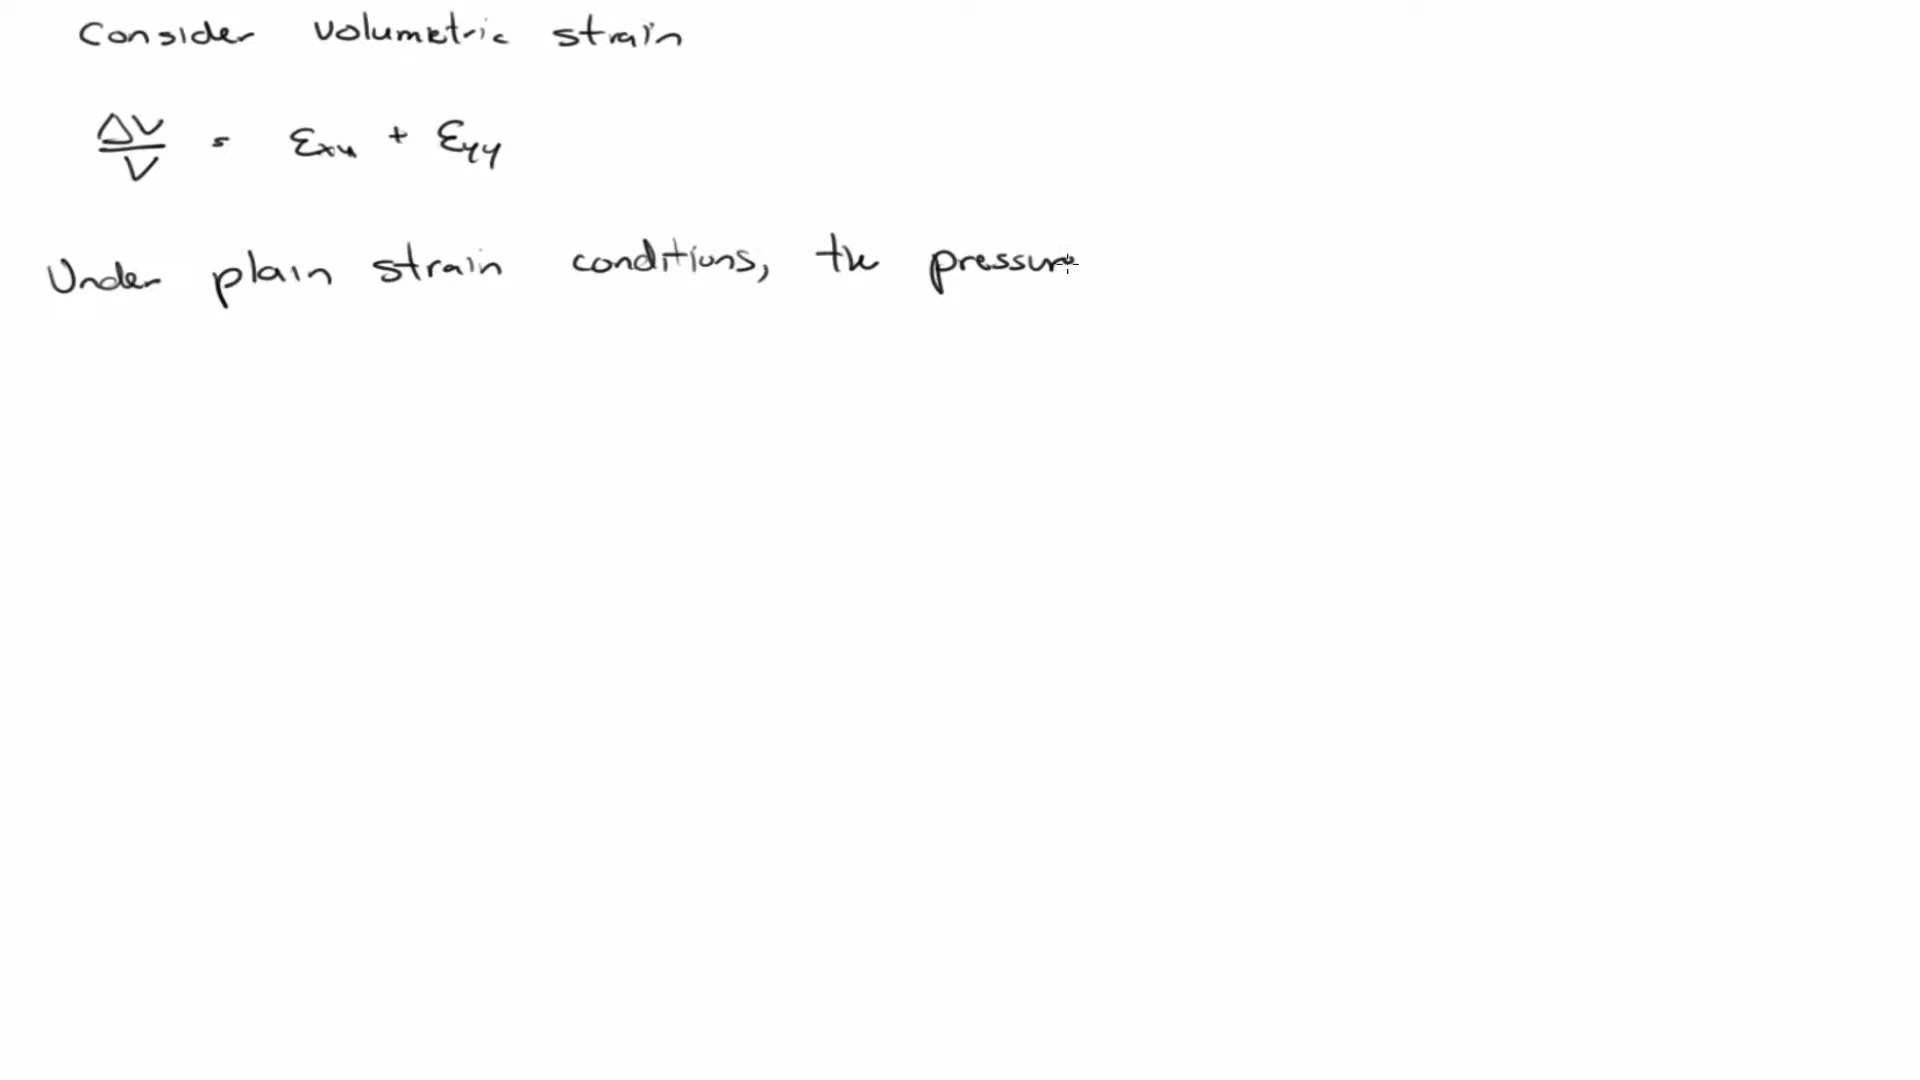 Consider volumetric strain
ΔV/V = εxx + εyy
Under plain strain conditions, the pressure